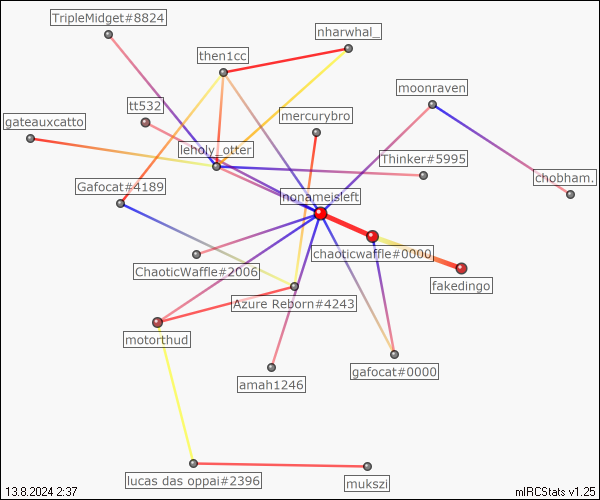 TripleMidget#8824
nharwhal_
then1cc
moonraven
tt532
mercurybro
gateauxcatto
leholy_otter
Thinker#5995
chobham.
Gafocat#4189
nonameisleft
chaoticwaffle#0000
ChaoticWaffle#2006
fakedingo
Azure Reborn#4243
motorthud
gafocat#0000
amah1246
lucas das oppai#2396
mukszi
13.8.2024 2:37
mIRCStats v1.25